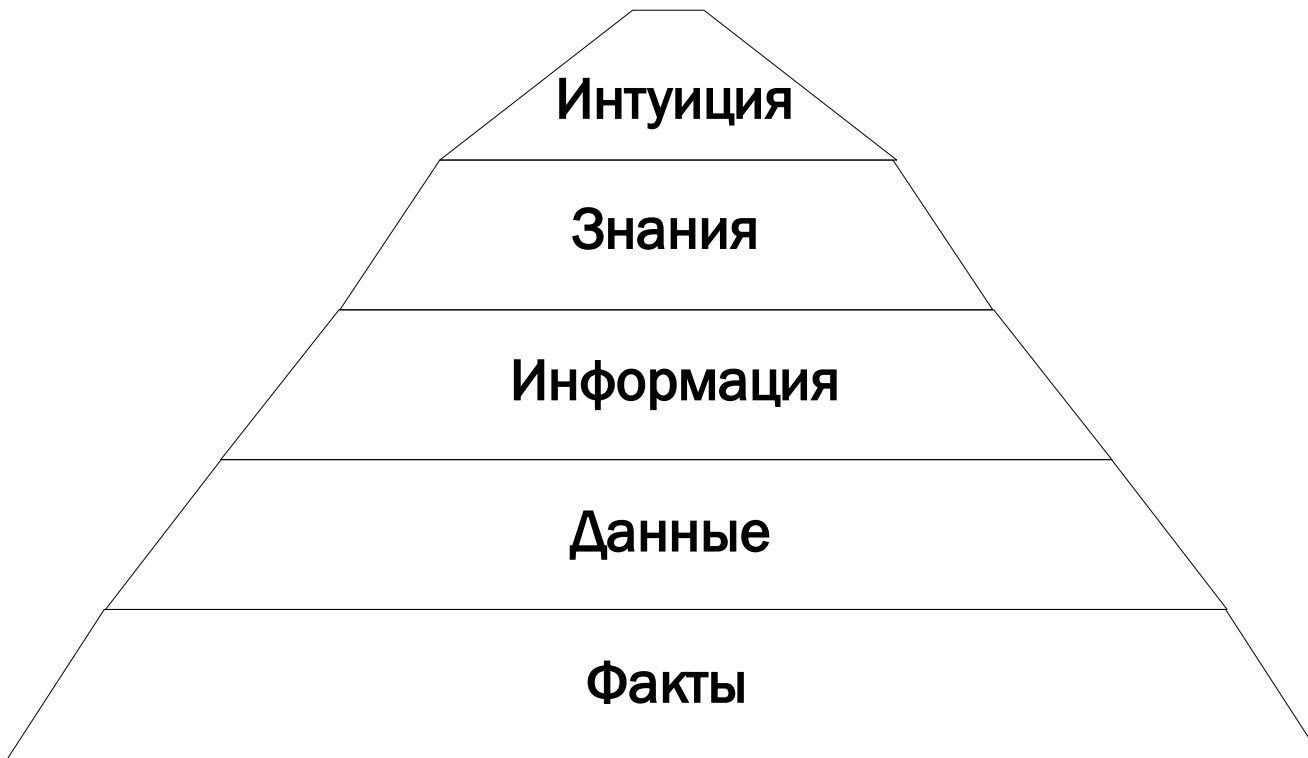 Интуиция
Знания
Информация
Данные
Факты